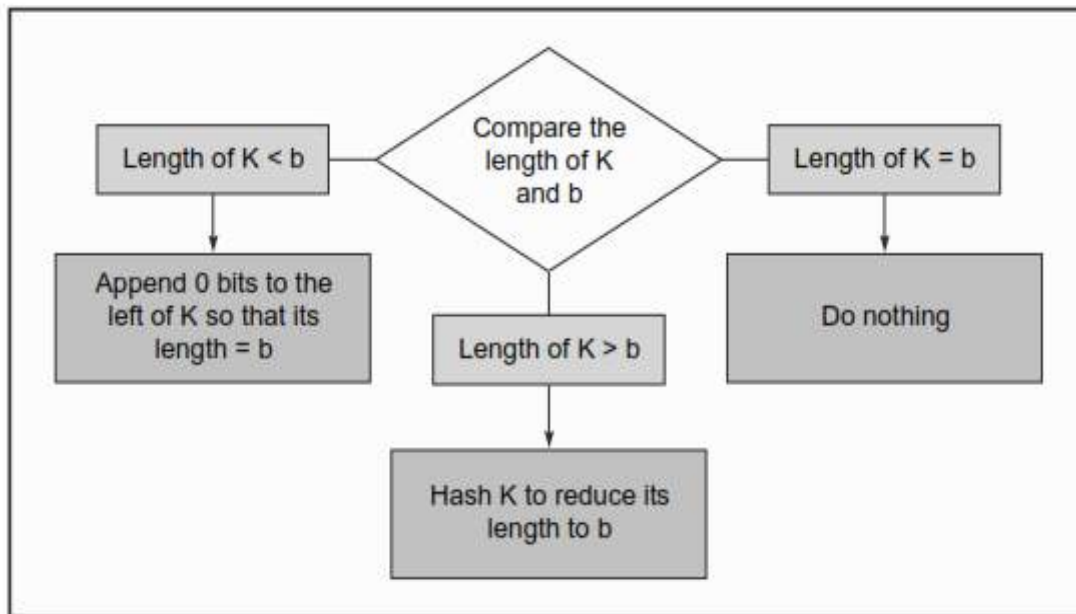 Compare the
length of K
and b
Length of K < b
Append 0 bits to the
left of K so that its
length = b
Length of K > b
Hash K to reduce its
length to b
Length of K = b
Do nothing